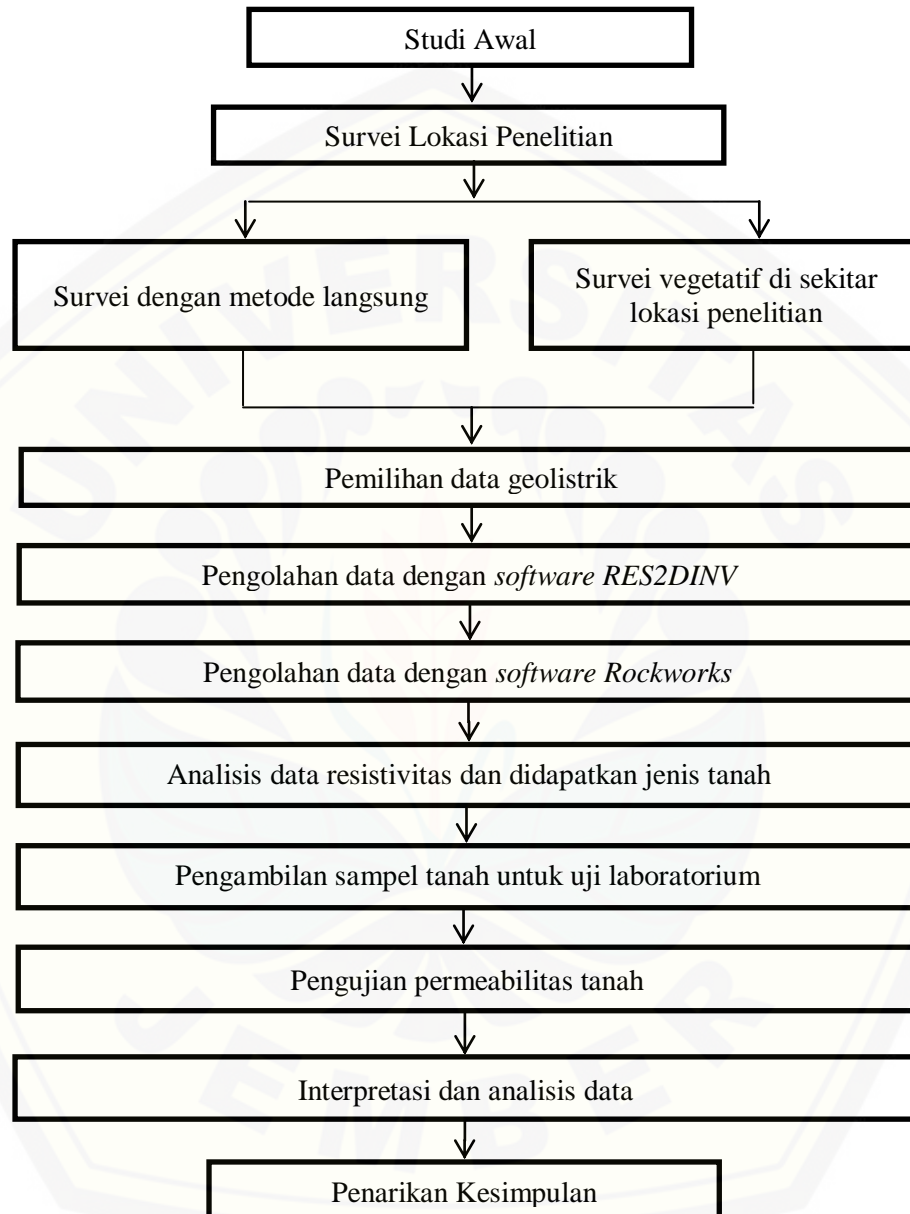 Studi Awal
Survei Lokasi Penelitian
Survei dengan metode langsung
Survei vegetatif di sekitar
lokasi penelitian
Pemilihan data geolistrik
Pengolahan data dengan software RES2DINV
Pengolahan data dengan software Rockworks
Analisis data resistivitas dan didapatkan jenis tanah
Pengambilan sampel tanah untuk uji laboratorium
Pengujian permeabilitas tanah
Interpretasi dan analisis data
Penarikan Kesimpulan
UNIVERSITAS
JEMBER